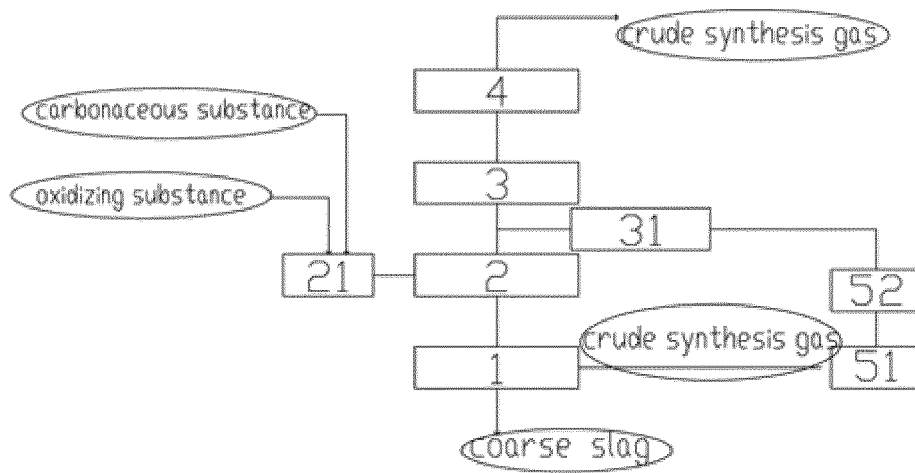 crude synthesis gas
4
carbonaceous substance
3
oxidizing substance
31
21
2
52
crude synthesis gas
1
51
coarse slag